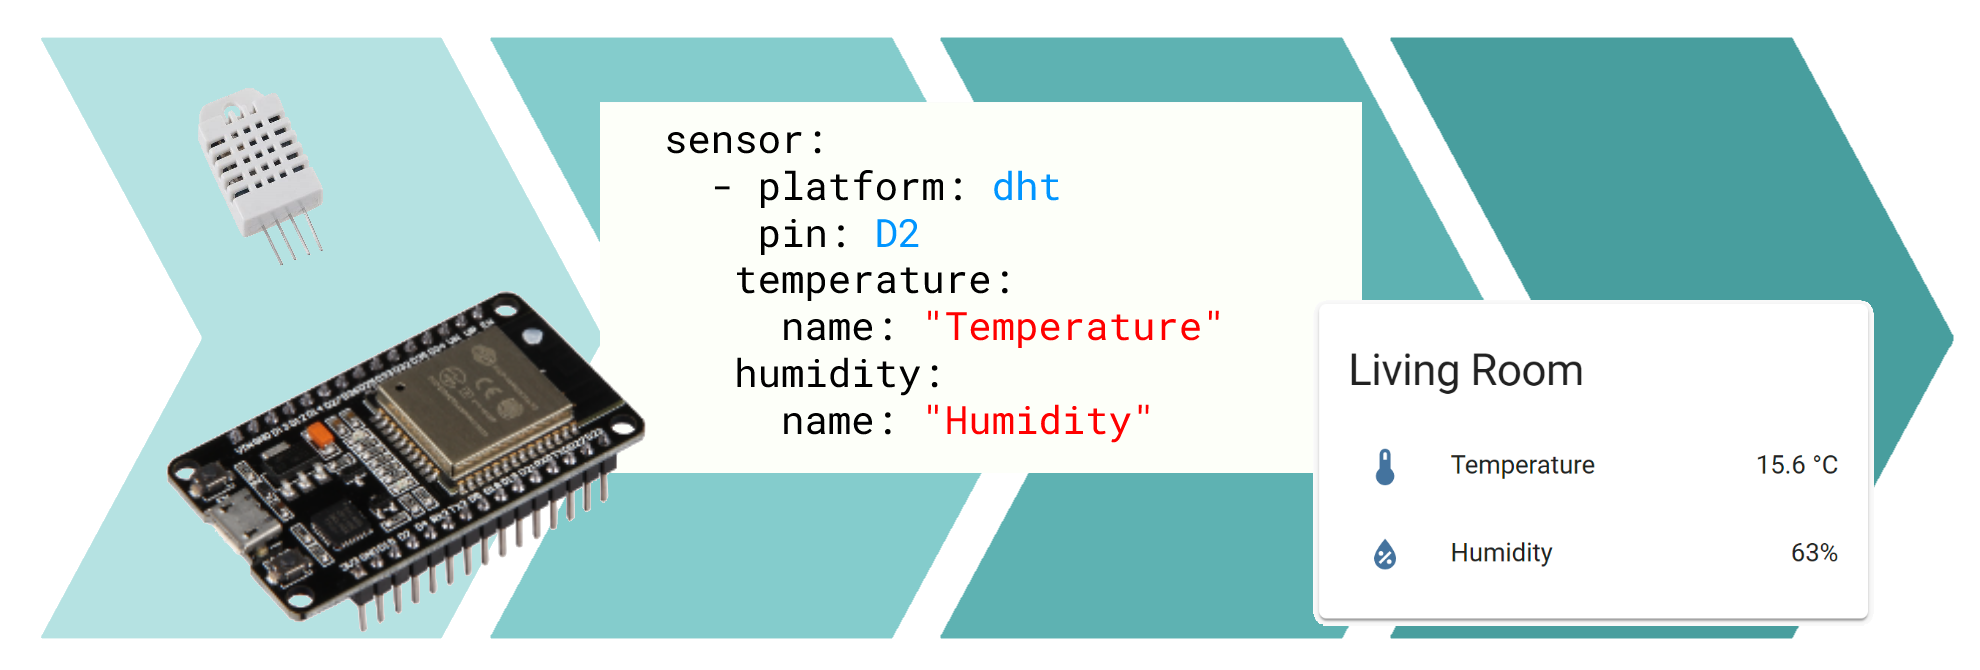 sensor:
- platform: dht
pin: D2
temperature:
name: "Temperature"
humidity:
name: "Humidity"
Living Room
Temperature 15.6 °C
Humidity 63%